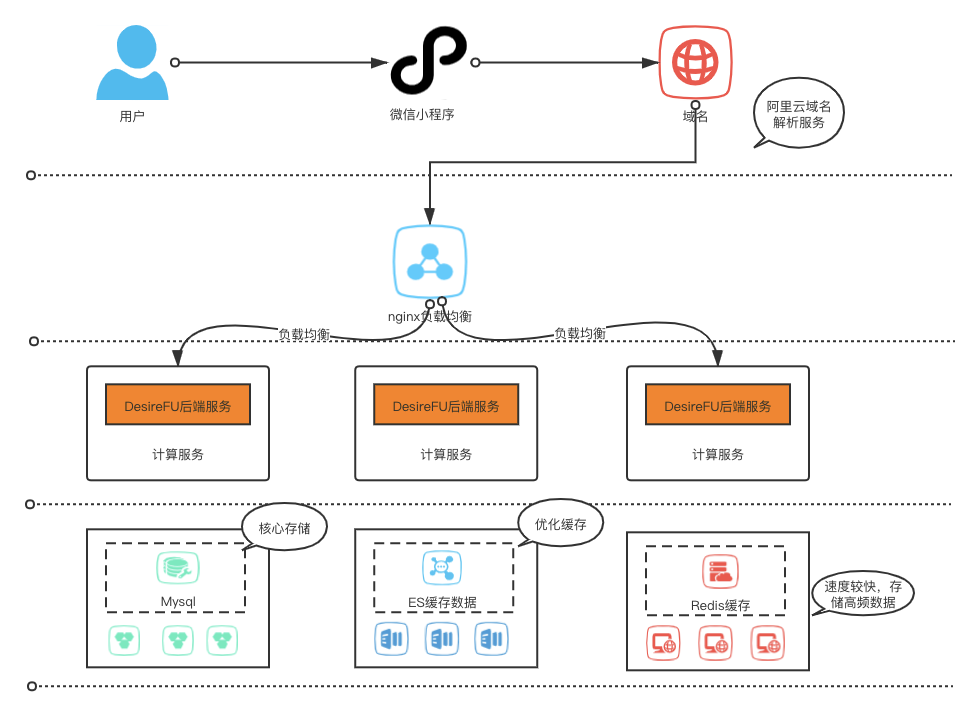 用户
微信小程序
域名
阿里云域名
解析服务
nginx负载均衡
负载均衡
负载均衡
DesireFU后端服务
DesireFU后端服务
DesireFU后端服务
计算服务
计算服务
计算服务
核心存储
优化缓存
Mysql
ES缓存数据
Redis缓存
速度较快，存
储高频数据